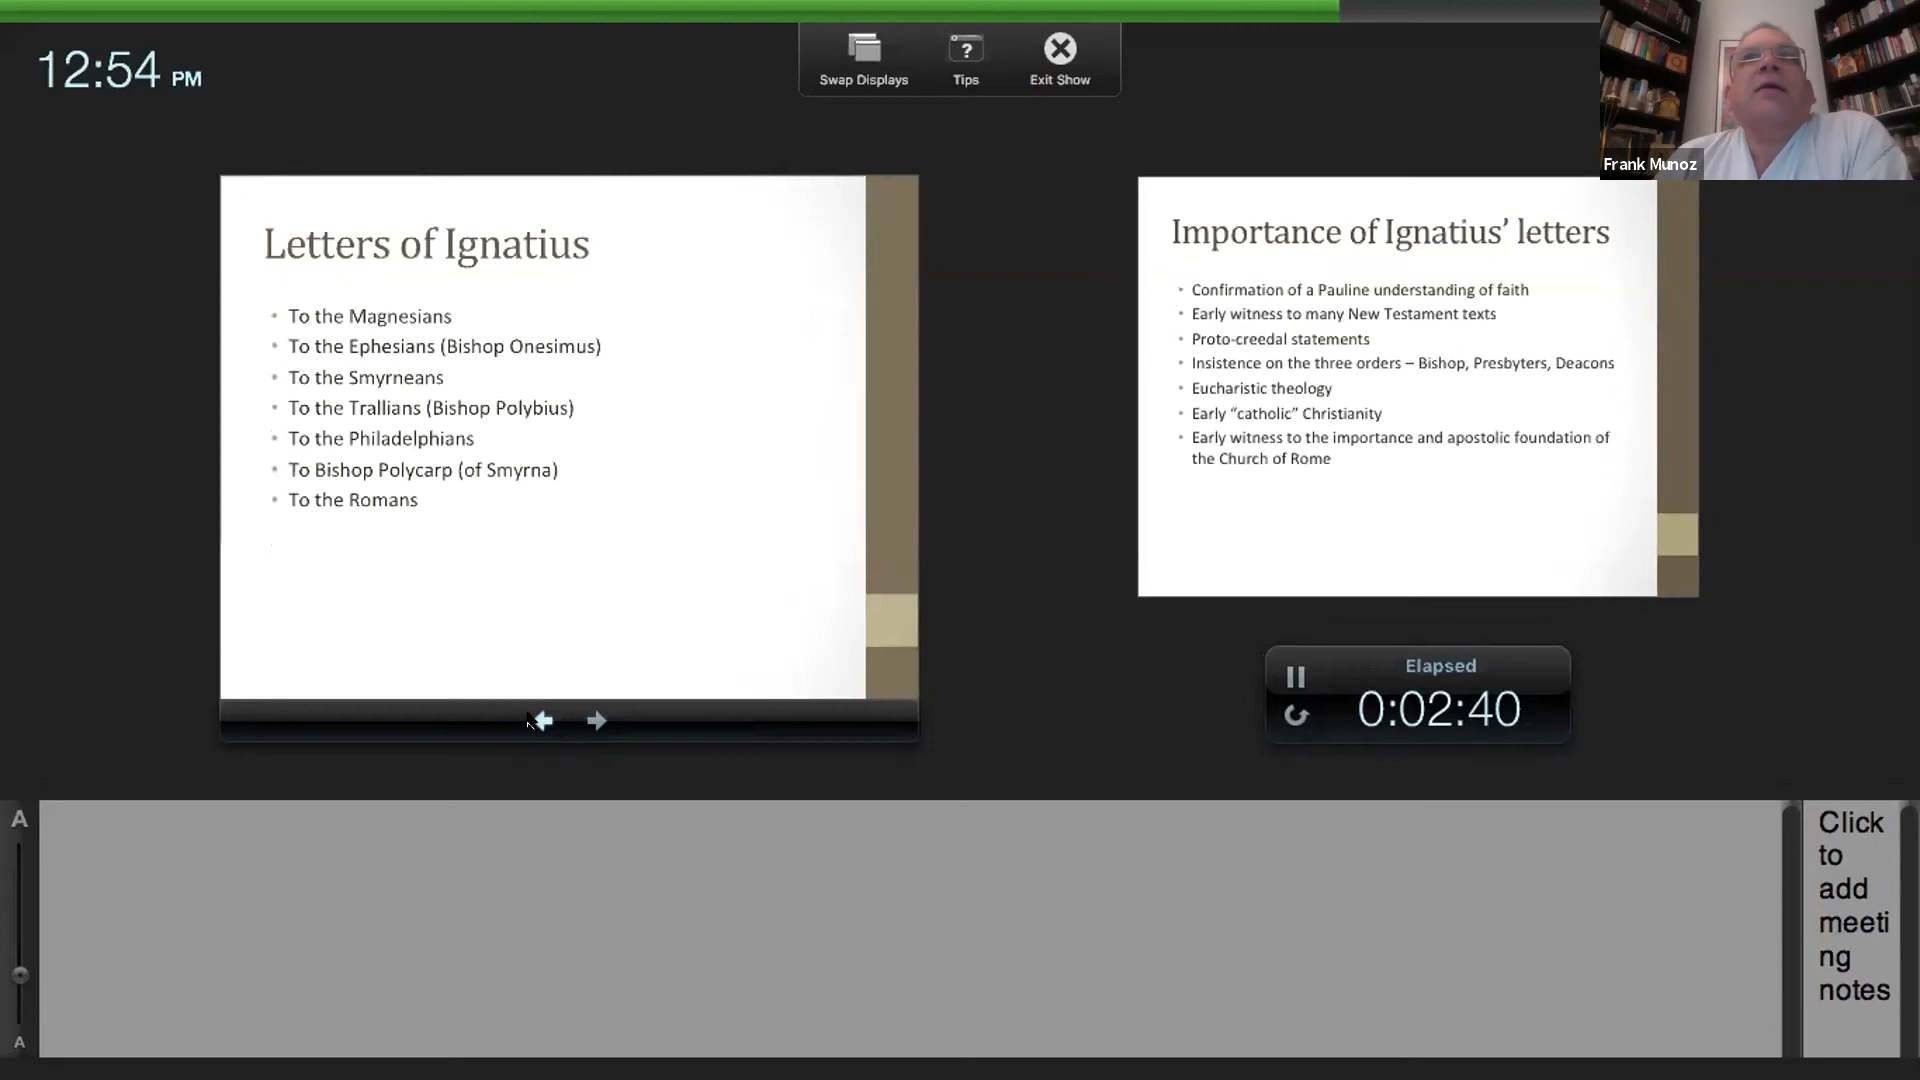 12:54 PM
Swap Displays
Tips
Exit Show
Frank Munoz
Letters of Ignatius
• To the Magnesians
• To the Ephesians (Bishop Onesimus)
• To the Smyrneans
• To the Trallians (Bishop Polybius)
• To the Philadelphians
• To Bishop Polycarp (of Smyrna)
• To the Romans
Importance of Ignatius’ letters
• Confirmation of a Pauline understanding of faith
• Early witness to many New Testament texts
• Proto-creedal statements
• Insistence on the three orders – Bishop, Presbyters, Deacons
• Eucharistic theology
• Early “catholic” Christianity
• Early witness to the importance and apostolic foundation of
the Church of Rome
Elapsed
0:02:40
A
A
Click
to
add
meeti
ng
notes